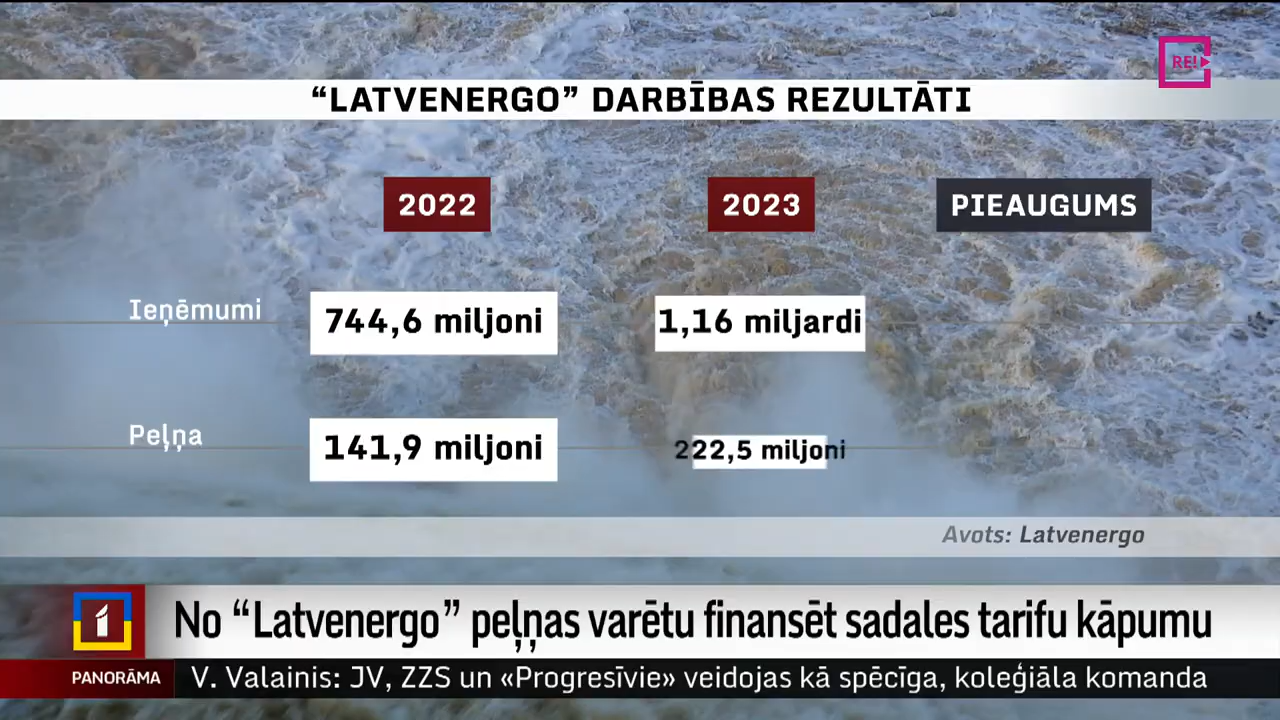 RE!
“LATVENERGO” DARBĪBAS REZULTĀTI
2022 2023 PIEAUGUMS
Ieņēmumi 744,6 miljoni 1,16 miljardi
Peļņa 141,9 miljoni 222,5 miljoni
Avots: Latvenergo
1 No “Latvenergo” peļņas varētu finansēt sadales tarifu kāpumu
PANORĀMA V. Valainis: JV, ZZS un «Progresīvie» veidojas kā spēcīga, koleģiāla komanda